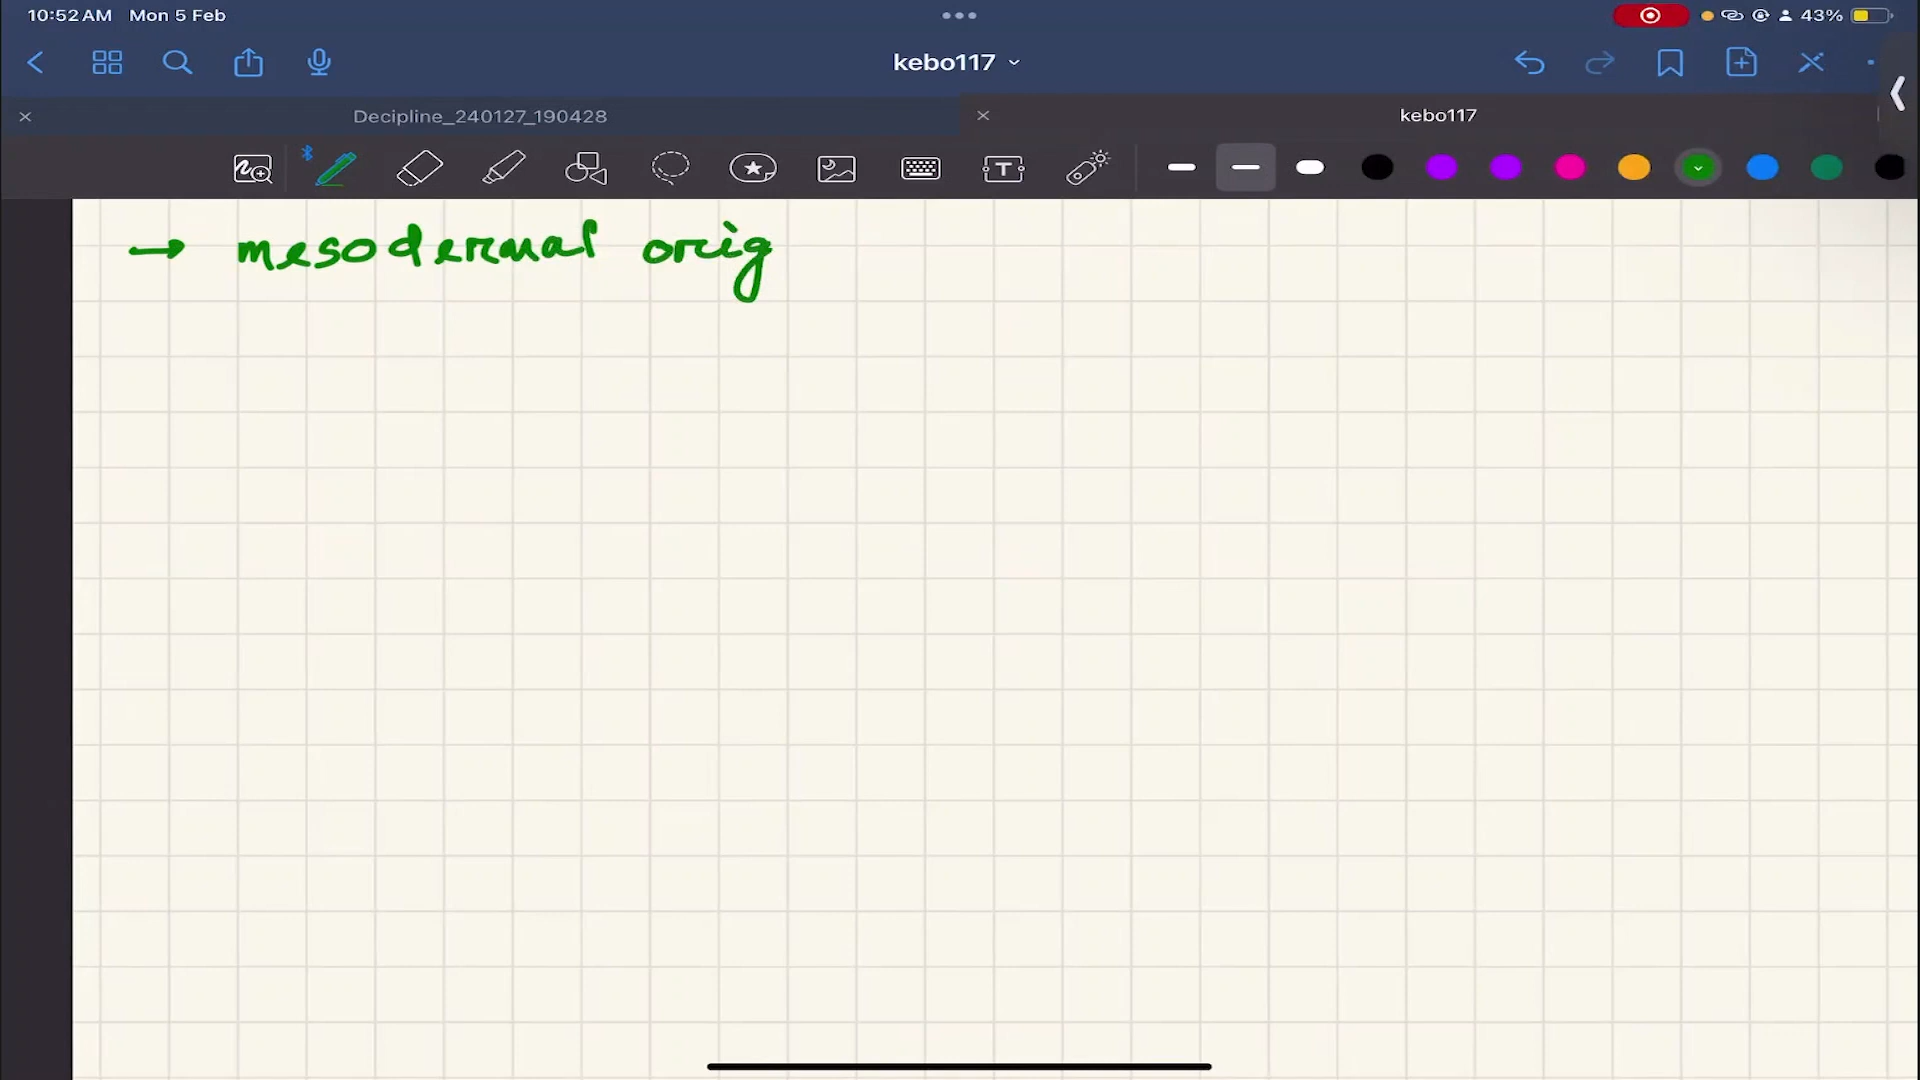 10:52 AM Mon 5 Feb
43%
kebo117
Decipline_240127_190428
kebo117
→ mesodermal orig